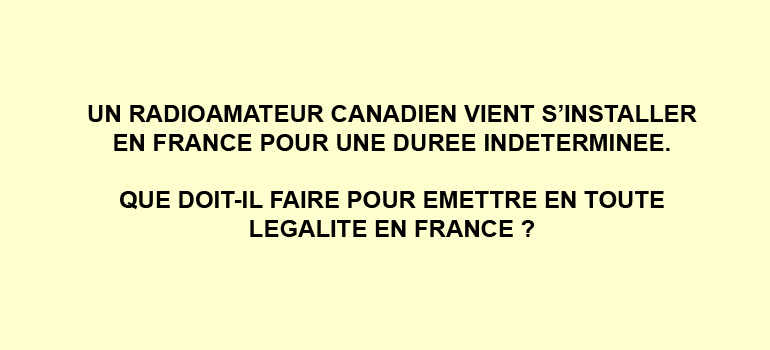 UN RADIOAMATEUR CANADIEN VIENT S’INSTALLER
EN FRANCE POUR UNE DUREE INDETERMINEE.
QUE DOIT-IL FAIRE POUR EMETTRE EN TOUTE
LEGALITE EN FRANCE ?